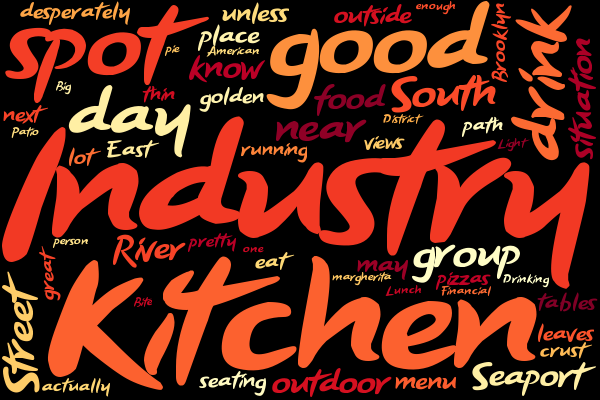 desperately
unless
outside
enough
Brooklyn
spot
pie
place
American
good
drink
know
Big
thin
golden
food
South
situation
next
Patio
day
near
District
path
lot
East
running
views
Light
Industry
person
River
pretty
one
eat
may
group
great
margherita
pizzas
Drinking
Lunch
Financial
Street
Bite
Kitchen
tables
leaves
crust
actually
seating
outdoor
menu
Seaport